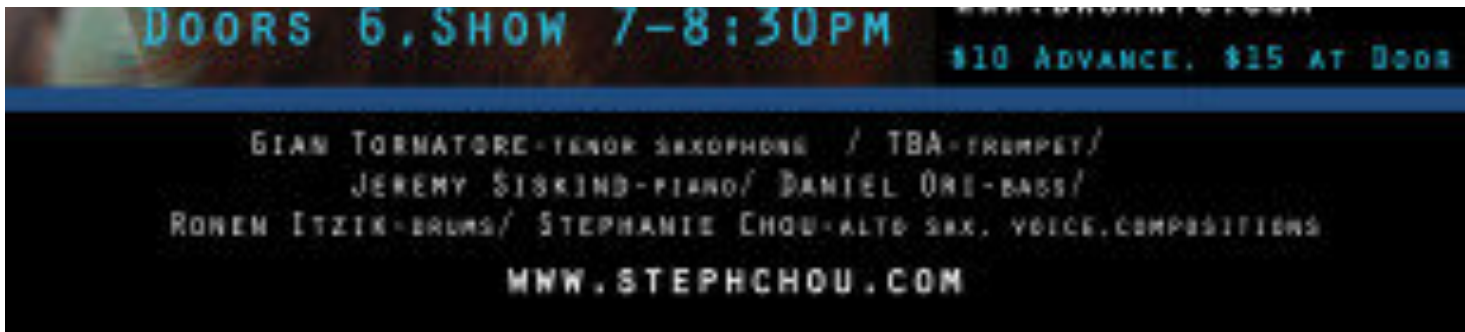 Doors 6, Show 7-8:30pm
$10 Advance, $15 at Door
Gian Tornatore-tenor saxophone / TBA-trumpet/
Jeremy Siskind-piano/ Daniel Ori-bass/
Ronen Itzik-drums/ Stephanie Chou-alto sax, voice,compositions
www.stephchou.com